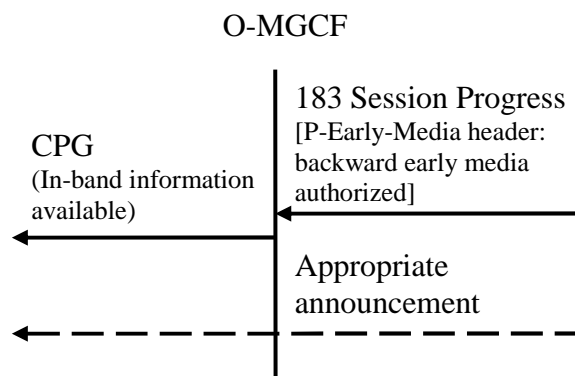 O-MGCF
183 Session Progress
[P-Early-Media header:
backward early media
authorized]
CPG
(In-band information
available)
Appropriate
announcement